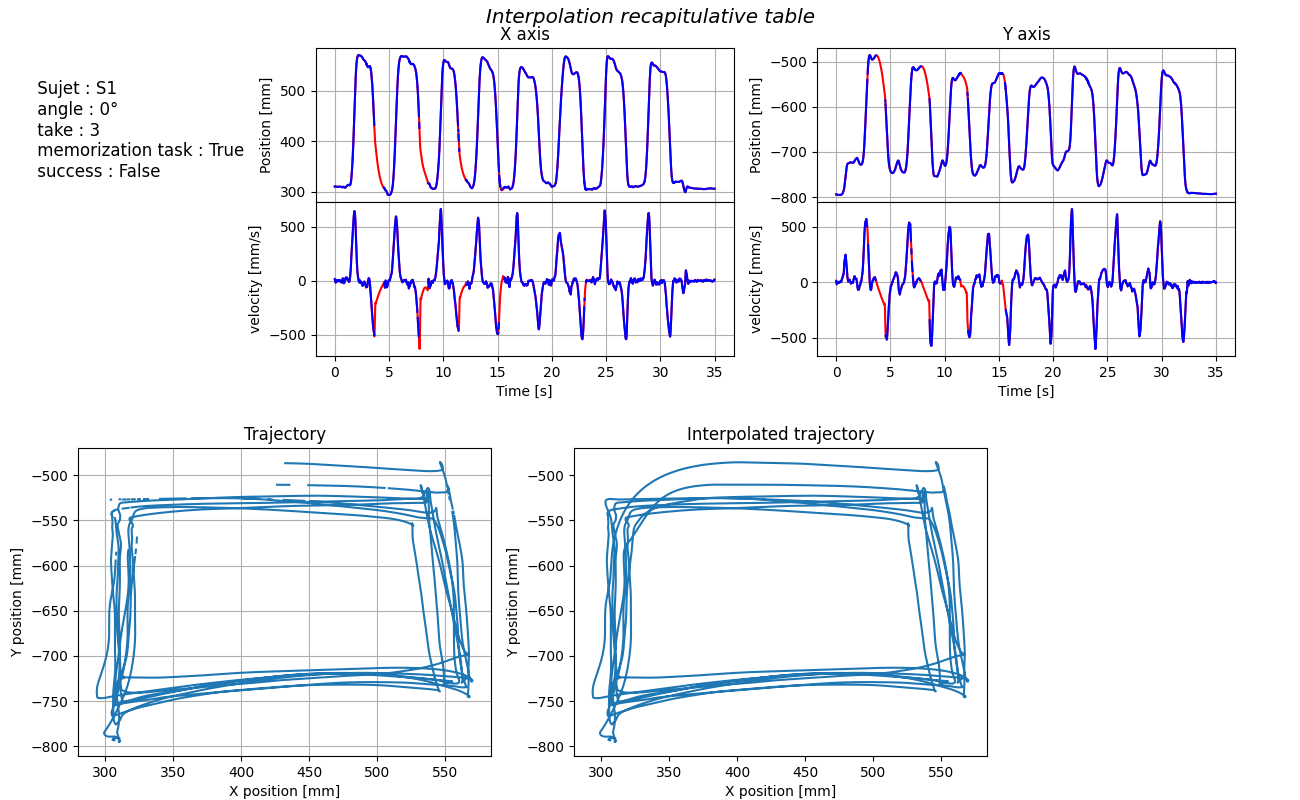 Interpolation recapitulative table
Sujet : S1
angle : 0°
take : 3
memorization task : True
success : False
X axis
Position [mm]
500
400
300
velocity [mm/s]
500
0
−500
0 5 10 15 20 25 30 35
Time [s]
Y axis
Position [mm]
−500
−600
−700
−800
velocity [mm/s]
500
0
−500
0 5 10 15 20 25 30 35
Time [s]
Trajectory
Y position [mm]
−500
−550
−600
−650
−700
−750
−800
300 350 400 450 500 550
X position [mm]
Interpolated trajectory
Y position [mm]
−500
−550
−600
−650
−700
−750
−800
300 350 400 450 500 550
X position [mm]